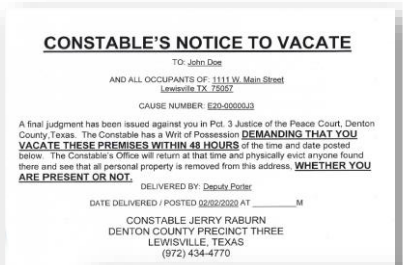 CONSTABLE'S NOTICE TO VACATE
TO: John Doe
AND ALL OCCUPANTS OF: 1111 W. Main Street
Lewisville TX 75057
CAUSE NUMBER: E20-00000J3
A final judgment has been issued against you in Pct. 3 Justice of the Peace Court, Denton
County,Texas. The Constable has a Writ of Possession DEMANDING THAT YOU
VACATE THESE PREMISES WITHIN 48 HOURS of the time and date posted
below. The Constable's Office will return at that time and physically evict anyone found
there and see that all personal property is removed from this address, WHETHER YOU
ARE PRESENT OR NOT.
DELIVERED BY: Deputy Porter
DATE DELIVERED / POSTED 02/02/2020 AT ________M
CONSTABLE JERRY RABURN
DENTON COUNTY PRECINCT THREE
LEWISVILLE, TEXAS
(972) 434-4770